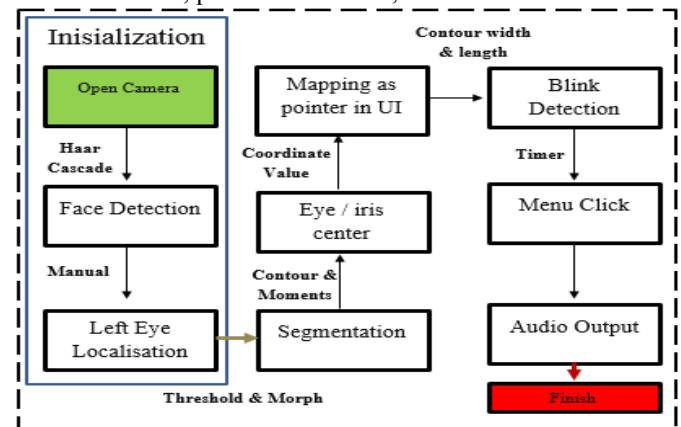 Inisialization
Open Camera
Haar
Cascade
Face Detection
Manual
Left Eye
Localisation
Threshold & Morph
Segmentation
Contour &
Moments
Eye / iris
center
Coordinate
Value
Mapping as
pointer in UI
Contour width
& length
Blink
Detection
Timer
Menu Click
Audio Output
Finish